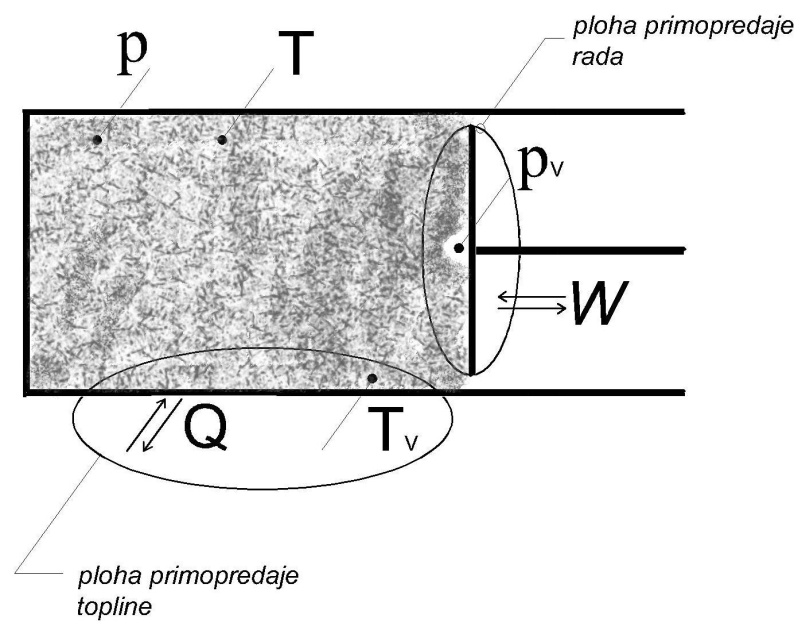 ploha primopredaje
rada
p
T
pv
W
Q
Tv
ploha primopredaje
topline